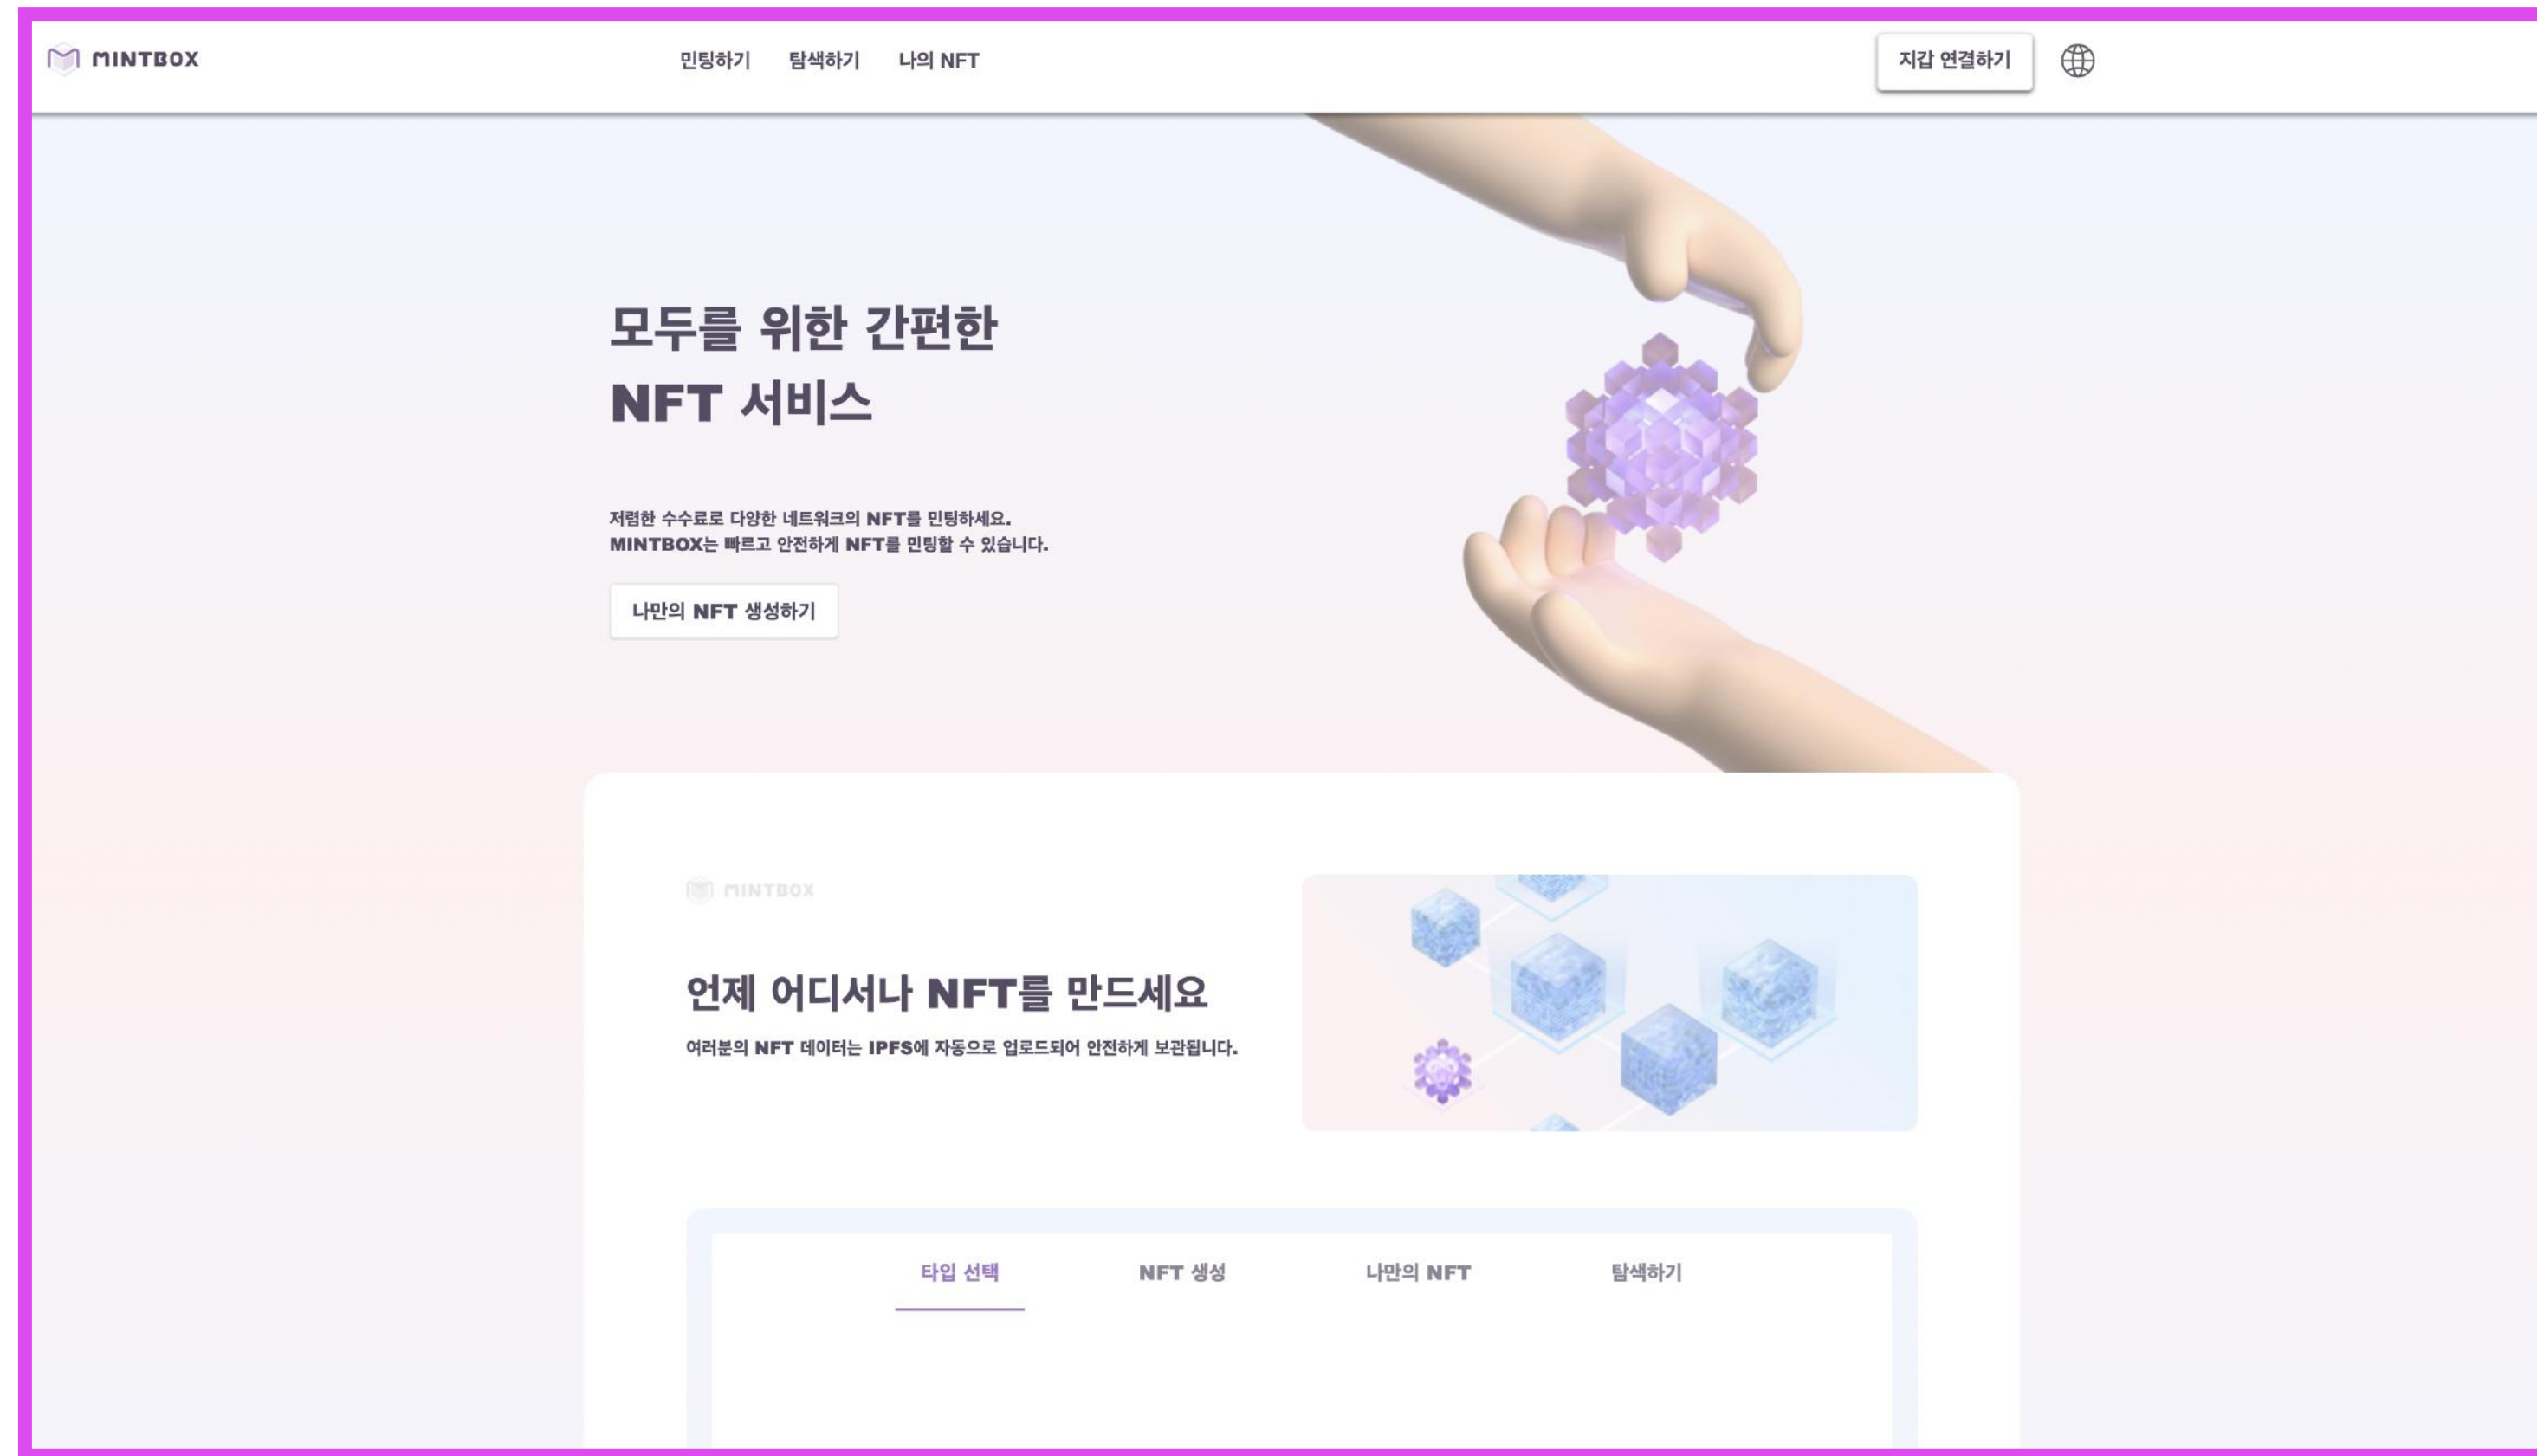 MINTBOX
민팅하기 탐색하기 나의 NFT
지갑 연결하기
모두를 위한 간편한
NFT 서비스
저렴한 수수료로 다양한 네트워크의 NFT를 민팅하세요.
MINTBOX는 빠르고 안전하게 NFT를 민팅할 수 있습니다.
나만의 NFT 생성하기
MINTBOX
언제 어디서나 NFT를 만드세요
여러분의 NFT 데이터는 IPFS에 자동으로 업로드되어 안전하게 보관됩니다.
타입 선택 NFT 생성 나만의 NFT 탐색하기